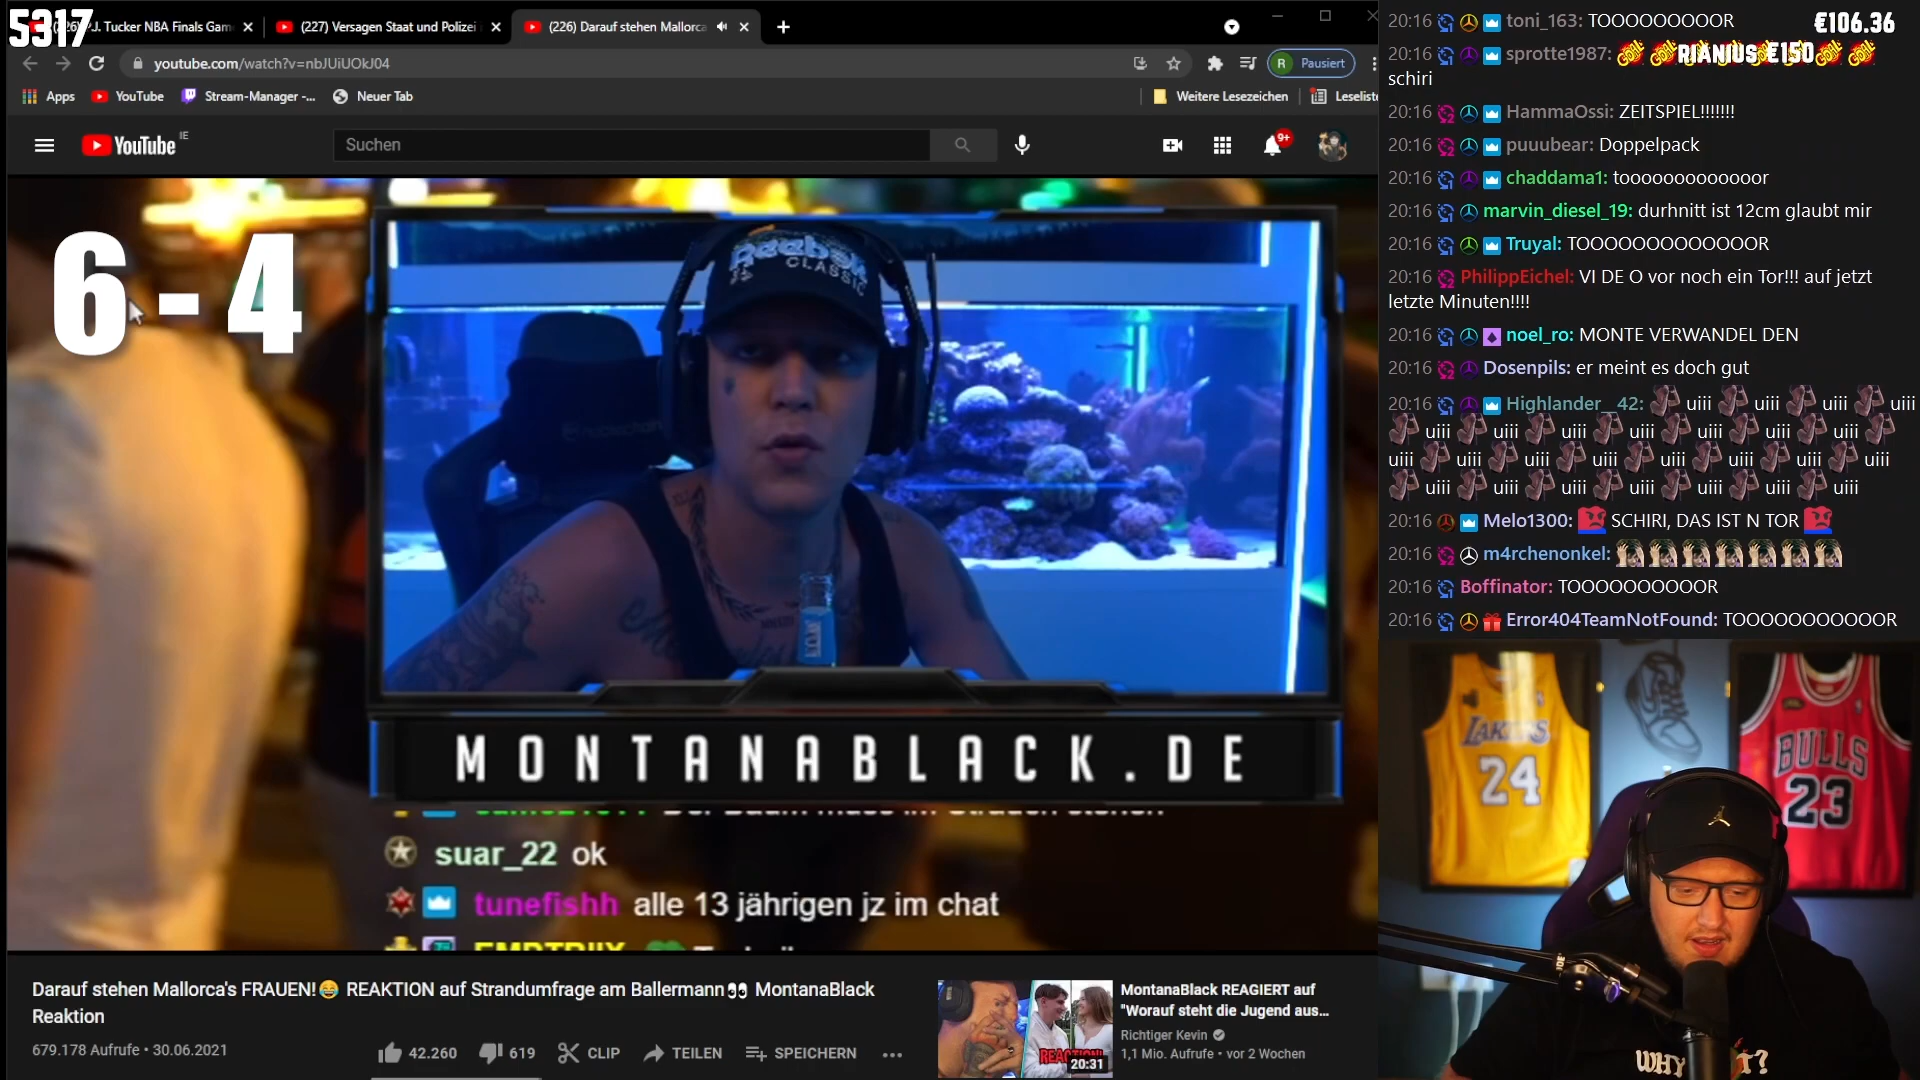 5317
J. Tucker NBA Finals Gam
(227) Versagen Staat und Polizei
(226) Darauf stehen Mallorca
youtube.com/watch?v=nbJUiUOkJ04
R Pausiert
Apps
YouTube
Stream-Manager -...
Neuer Tab
Weitere Lesezeichen
Leseliste
YouTube IE
Suchen
9+
6 - 4
Reebok
CLASSIC
MONTANABLACK.DE
suar_22 ok
tunefishh alle 13 jährigen jz im chat
Darauf stehen Mallorca's FRAUEN!😂 REAKTION auf Strandumfrage am Ballermann👀 MontanaBlack
Reaktion
679.178 Aufrufe • 30.06.2021
42.260
619
CLIP
TEILEN
SPEICHERN
REACTION!
20:31
MontanaBlack REAGIERT auf
"Worauf steht die Jugend aus...
Richtiger Kevin
1,1 Mio. Aufrufe • vor 2 Wochen
€106.36
RIANIUS €150
20:16 toni_163: TOOOOOOOOOR
20:16 sprotte1987:
schiri
20:16 HammaOssi: ZEITSPIEL!!!!!!!
20:16 puuubear: Doppelpack
20:16 chaddama1: tooooooooooooor
20:16 marvin_diesel_19: durhnitt ist 12cm glaubt mir
20:16 Truyal: TOOOOOOOOOOOOOR
20:16 PhilippEichel: VI DE O vor noch ein Tor!!! auf jetzt
letzte Minuten!!!!
20:16 noel_ro: MONTE VERWANDEL DEN
20:16 Dosenpils: er meint es doch gut
20:16 Highlander__42: uiii uiii uiii uiii
uiii uiii uiii uiii uiii uiii uiii
uiii uiii uiii uiii uiii uiii uiii uiii
uiii uiii uiii uiii uiii uiii uiii
20:16 Melo1300: SCHIRI, DAS IST N TOR
20:16 m4rchenonkel:
20:16 Boffinator: TOOOOOOOOOOR
20:16 Error404TeamNotFound: TOOOOOOOOOOOR
LAKERS
24
BULLS
23